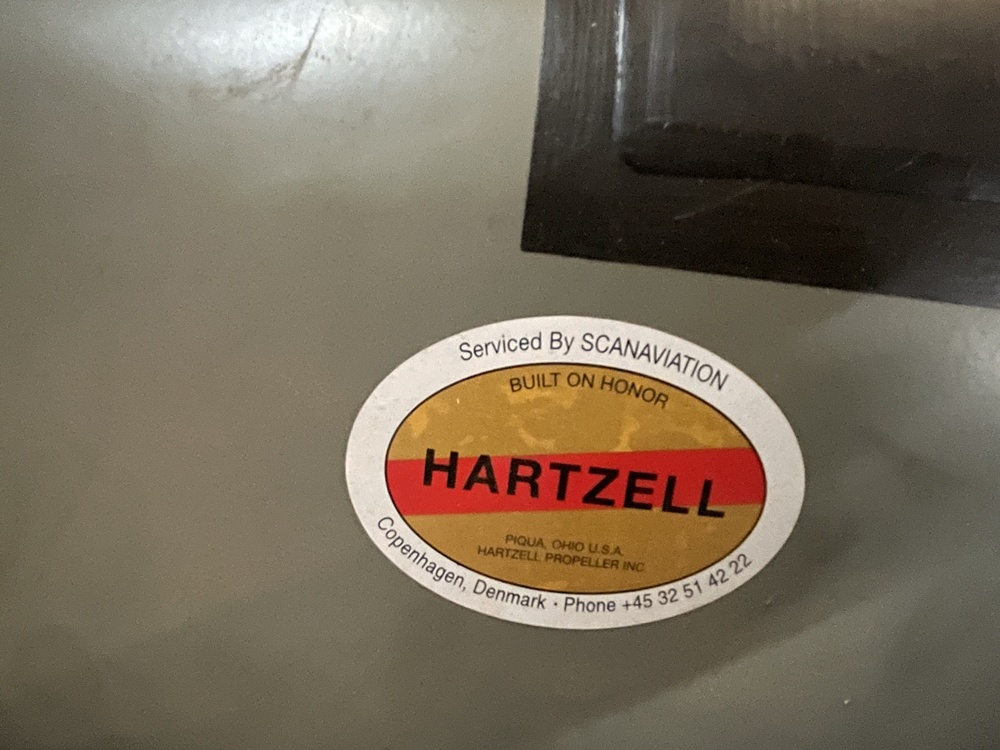 Serviced By SCANAVIATION
BUILT ON HONOR
HARTZELL
PIQUA, OHIO U.S.A.
HARTZELL PROPELLER INC
Copenhagen, Denmark · Phone +45 32 51 42 22